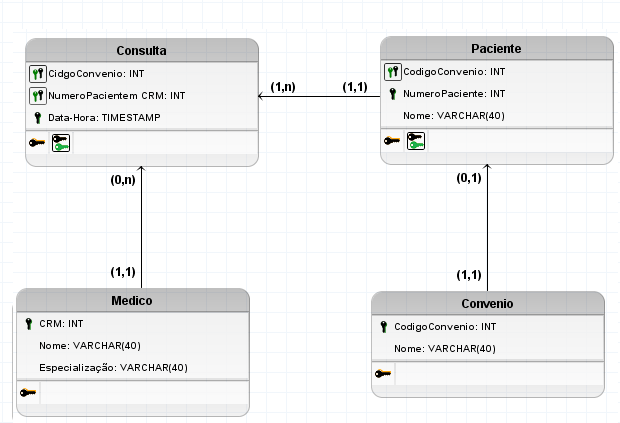 Consulta
CidgoConvenio: INT
NumeroPacientem CRM: INT
Data-Hora: TIMESTAMP
Paciente
CodigoConvenio: INT
NumeroPaciente: INT
Nome: VARCHAR(40)
(1,n)
(1,1)
(0,n)
(1,1)
(0,1)
(1,1)
Medico
CRM: INT
Nome: VARCHAR(40)
Especialização: VARCHAR(40)
Convenio
CodigoConvenio: INT
Nome: VARCHAR(40)